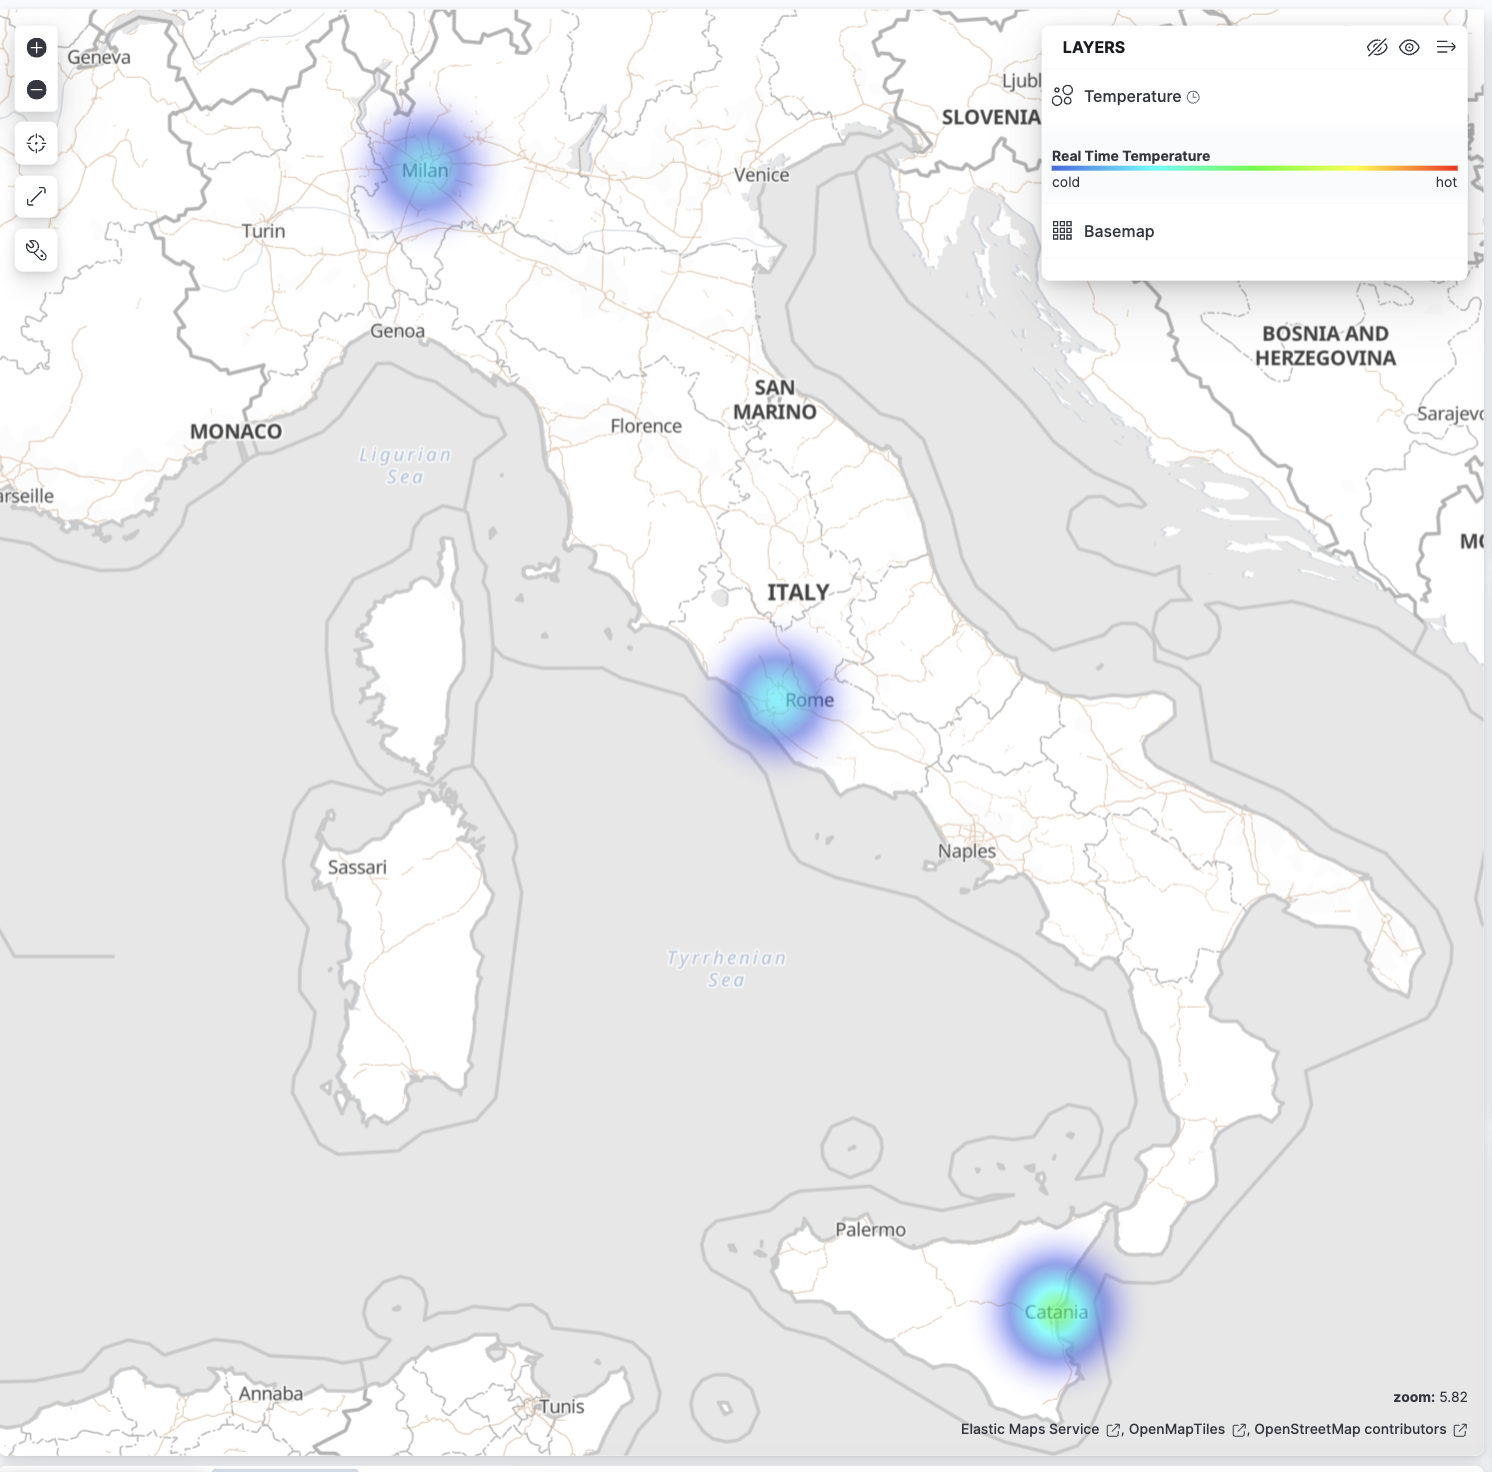 Geneva
LAYERS
Ljubl
SLOVENIA
Temperature
Real Time Temperature
cold
hot
Basemap
Milan
Venice
Turin
Genoa
BOSNIA AND
HERZEGOVINA
SAN
MARINO
Sarajevo
Florence
MONACO
Ligurian
Sea
arseille
MO
ITALY
Rome
Naples
Sassari
Tyrrhenian
Sea
Palermo
Catania
Annaba
Tunis
zoom: 5.82
Elastic Maps Service , OpenMapTiles , OpenStreetMap contributors